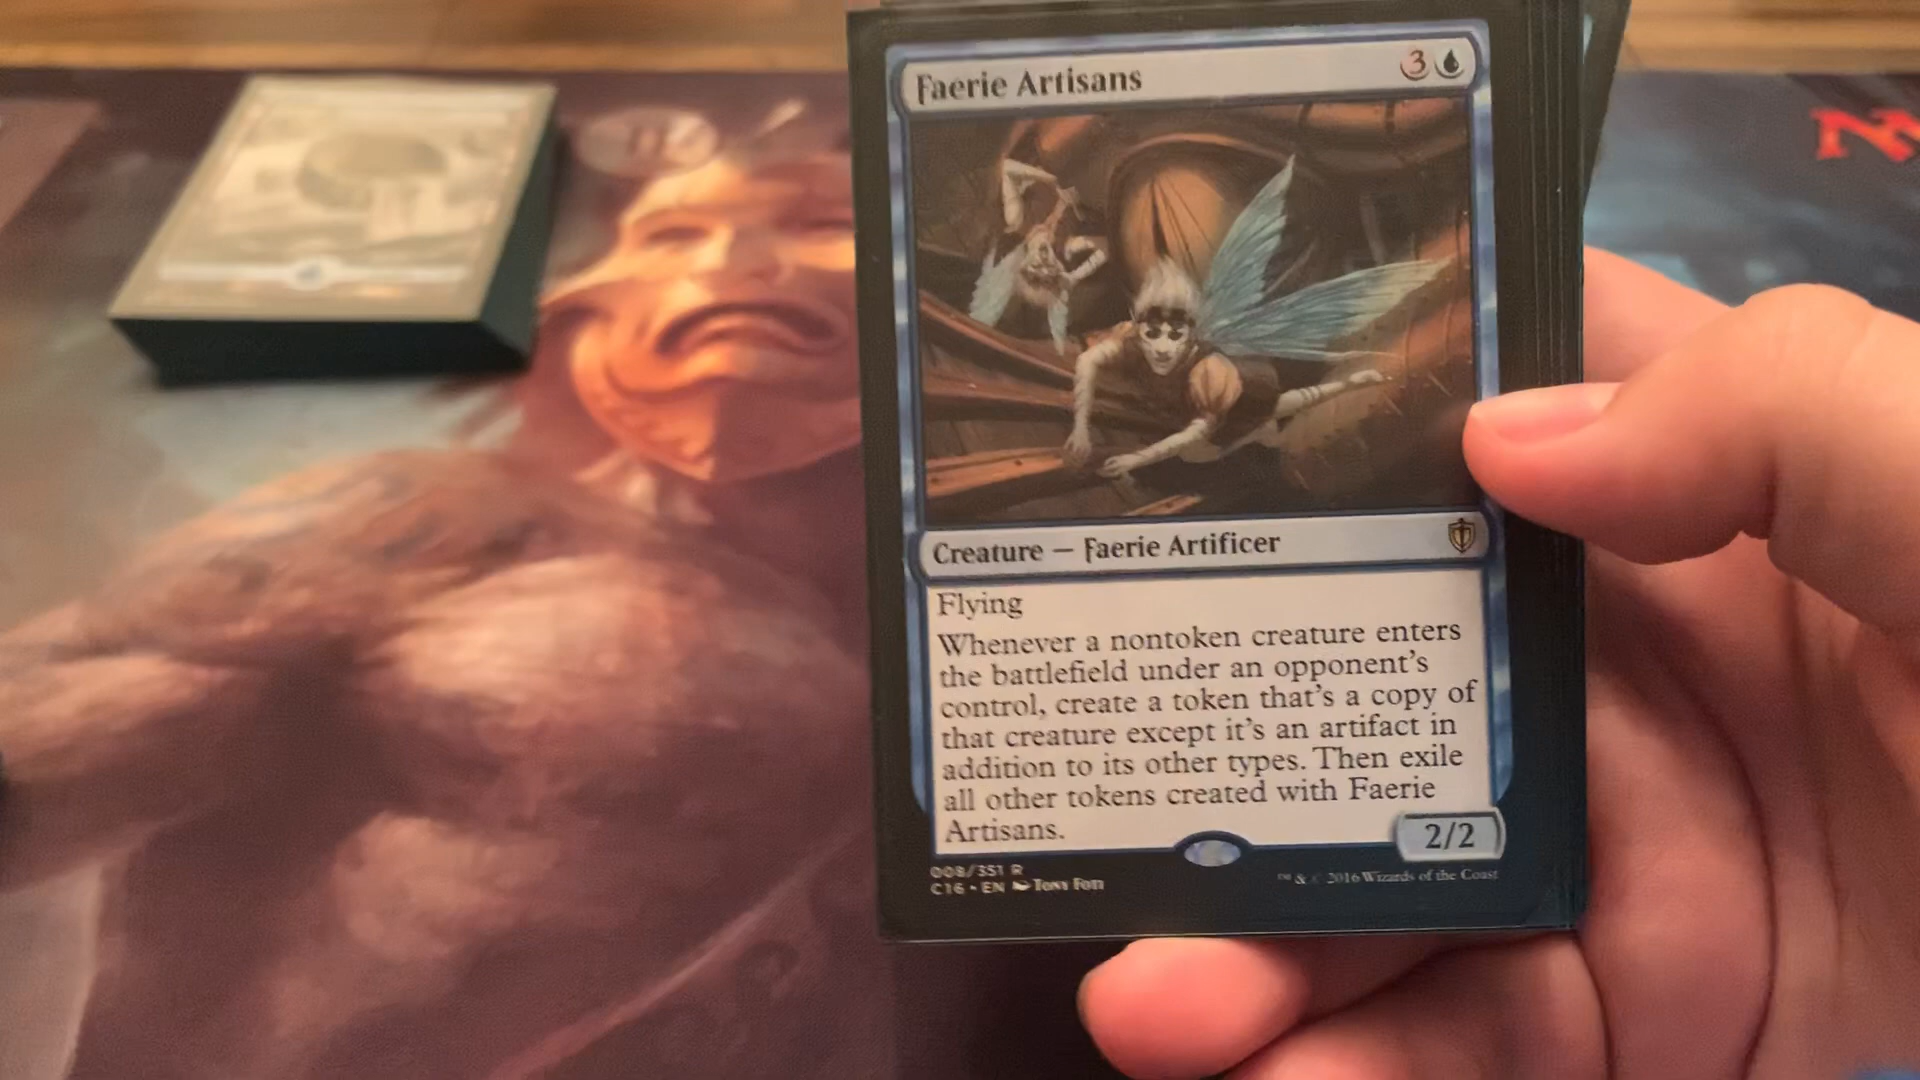 Faerie Artisans 3
Creature — Faerie Artificer
Flying
Whenever a nontoken creature enters
the battlefield under an opponent's
control, create a token that's a copy of
that creature except it's an artifact in
addition to its other types. Then exile
all other tokens created with Faerie
Artisans.
2/2
008/351 R
C16 • EN Tony Foti
™ & © 2016 Wizards of the Coast